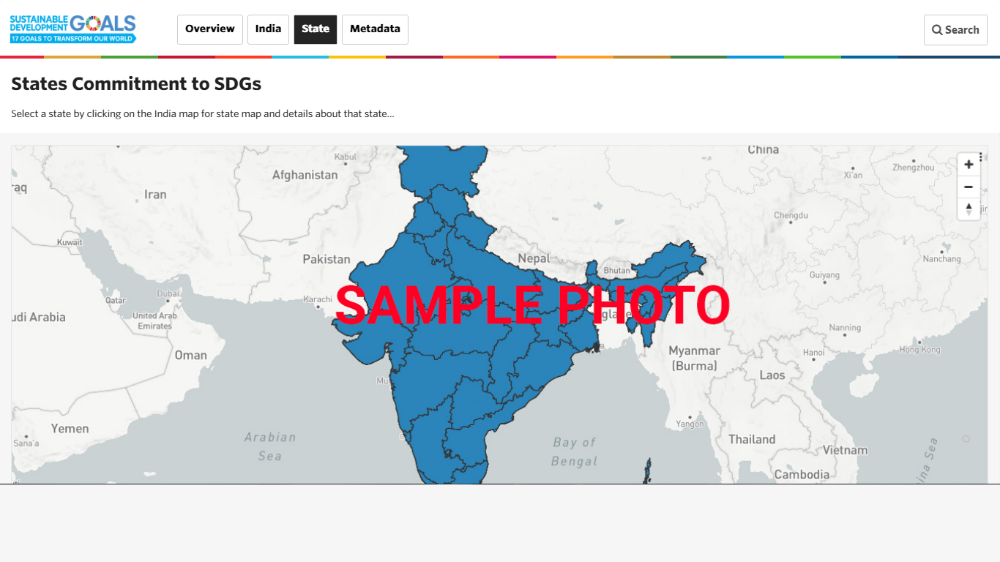 SUSTAINABLE DEVELOPMENT GOALS
17 GOALS TO TRANSFORM OUR WORLD
Overview
India
State
Metadata
Search
States Commitment to SDGs
Select a state by clicking on the India map for state map and details about that state...
China
Kabul
Afghanistan
Zhengzhou
Xi'an
raq
Iran
Chengdu
Kuwait
Pakistan
Nepal
Nanchang
Bhutan
Guiyang
Qatar
Dubai
Karachi
SAMPLE PHOTO
udi Arabia
United Arab
Emirates
glade
Nanning
Oman
Myanmar
(Burma)
Hanoi
Hong Kong
Laos
Mu
Yemen
Yangon
Arabian
Sea
Bay of
Bengal
Sana'a
Thailand
Vietnam
Cambodia
ina Sea